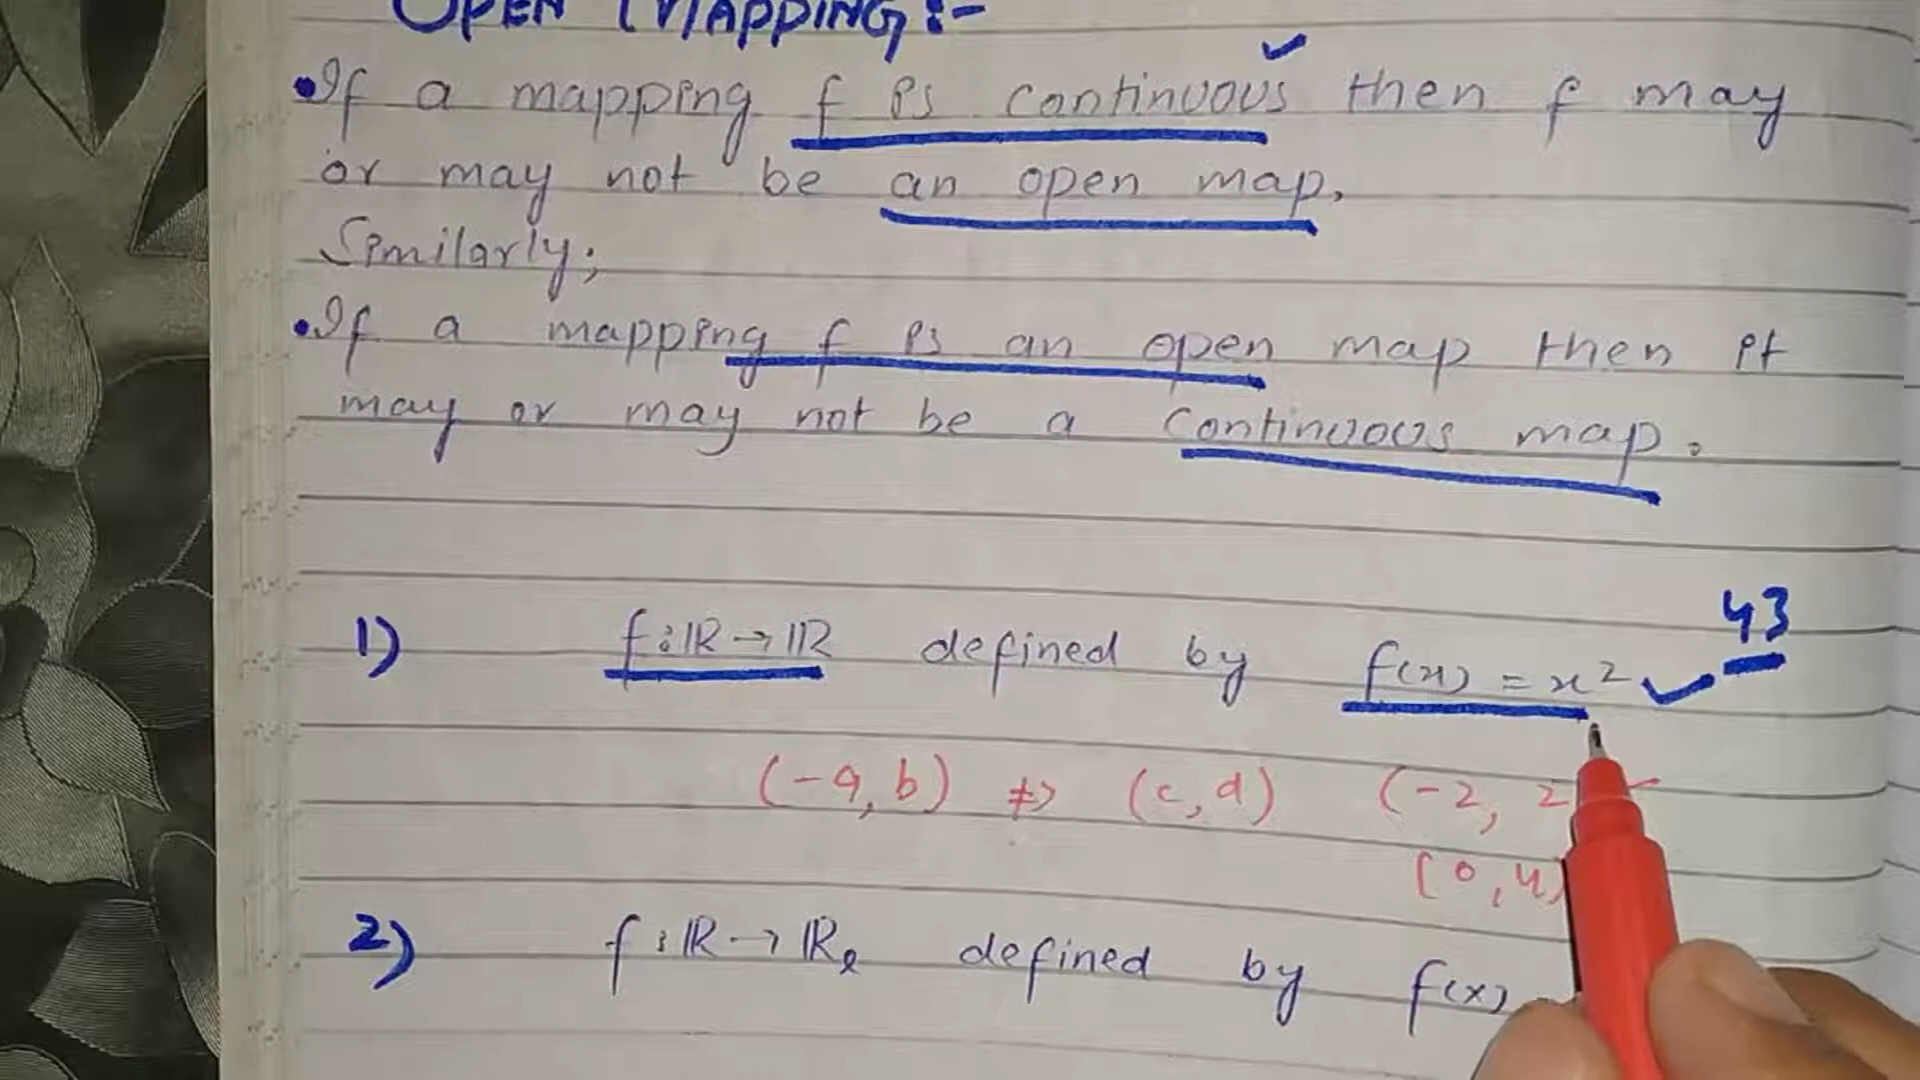 OPEN MAPPING:-
•If a mapping f is continuous then f may
or may not be an open map.
Similarly;
•If a mapping f is an open map then it
may or may not be a continuous map.
43
1) f:ℝ→ℝ defined by f(x) = x²
(-a, b) ⇏ (c, d) (-2, 2
[0, 4)
2) f:ℝ→ℝℓ defined by f(x)